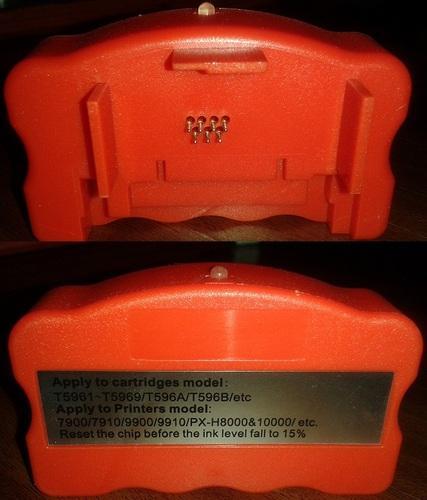 Apply to cartridges model:
T5961~T5969/T596A/T596B/etc
Apply to Printers model:
7900/7910/9900/9910/PX-H8000&10000/ etc.
Reset the chip before the ink level fall to 15%